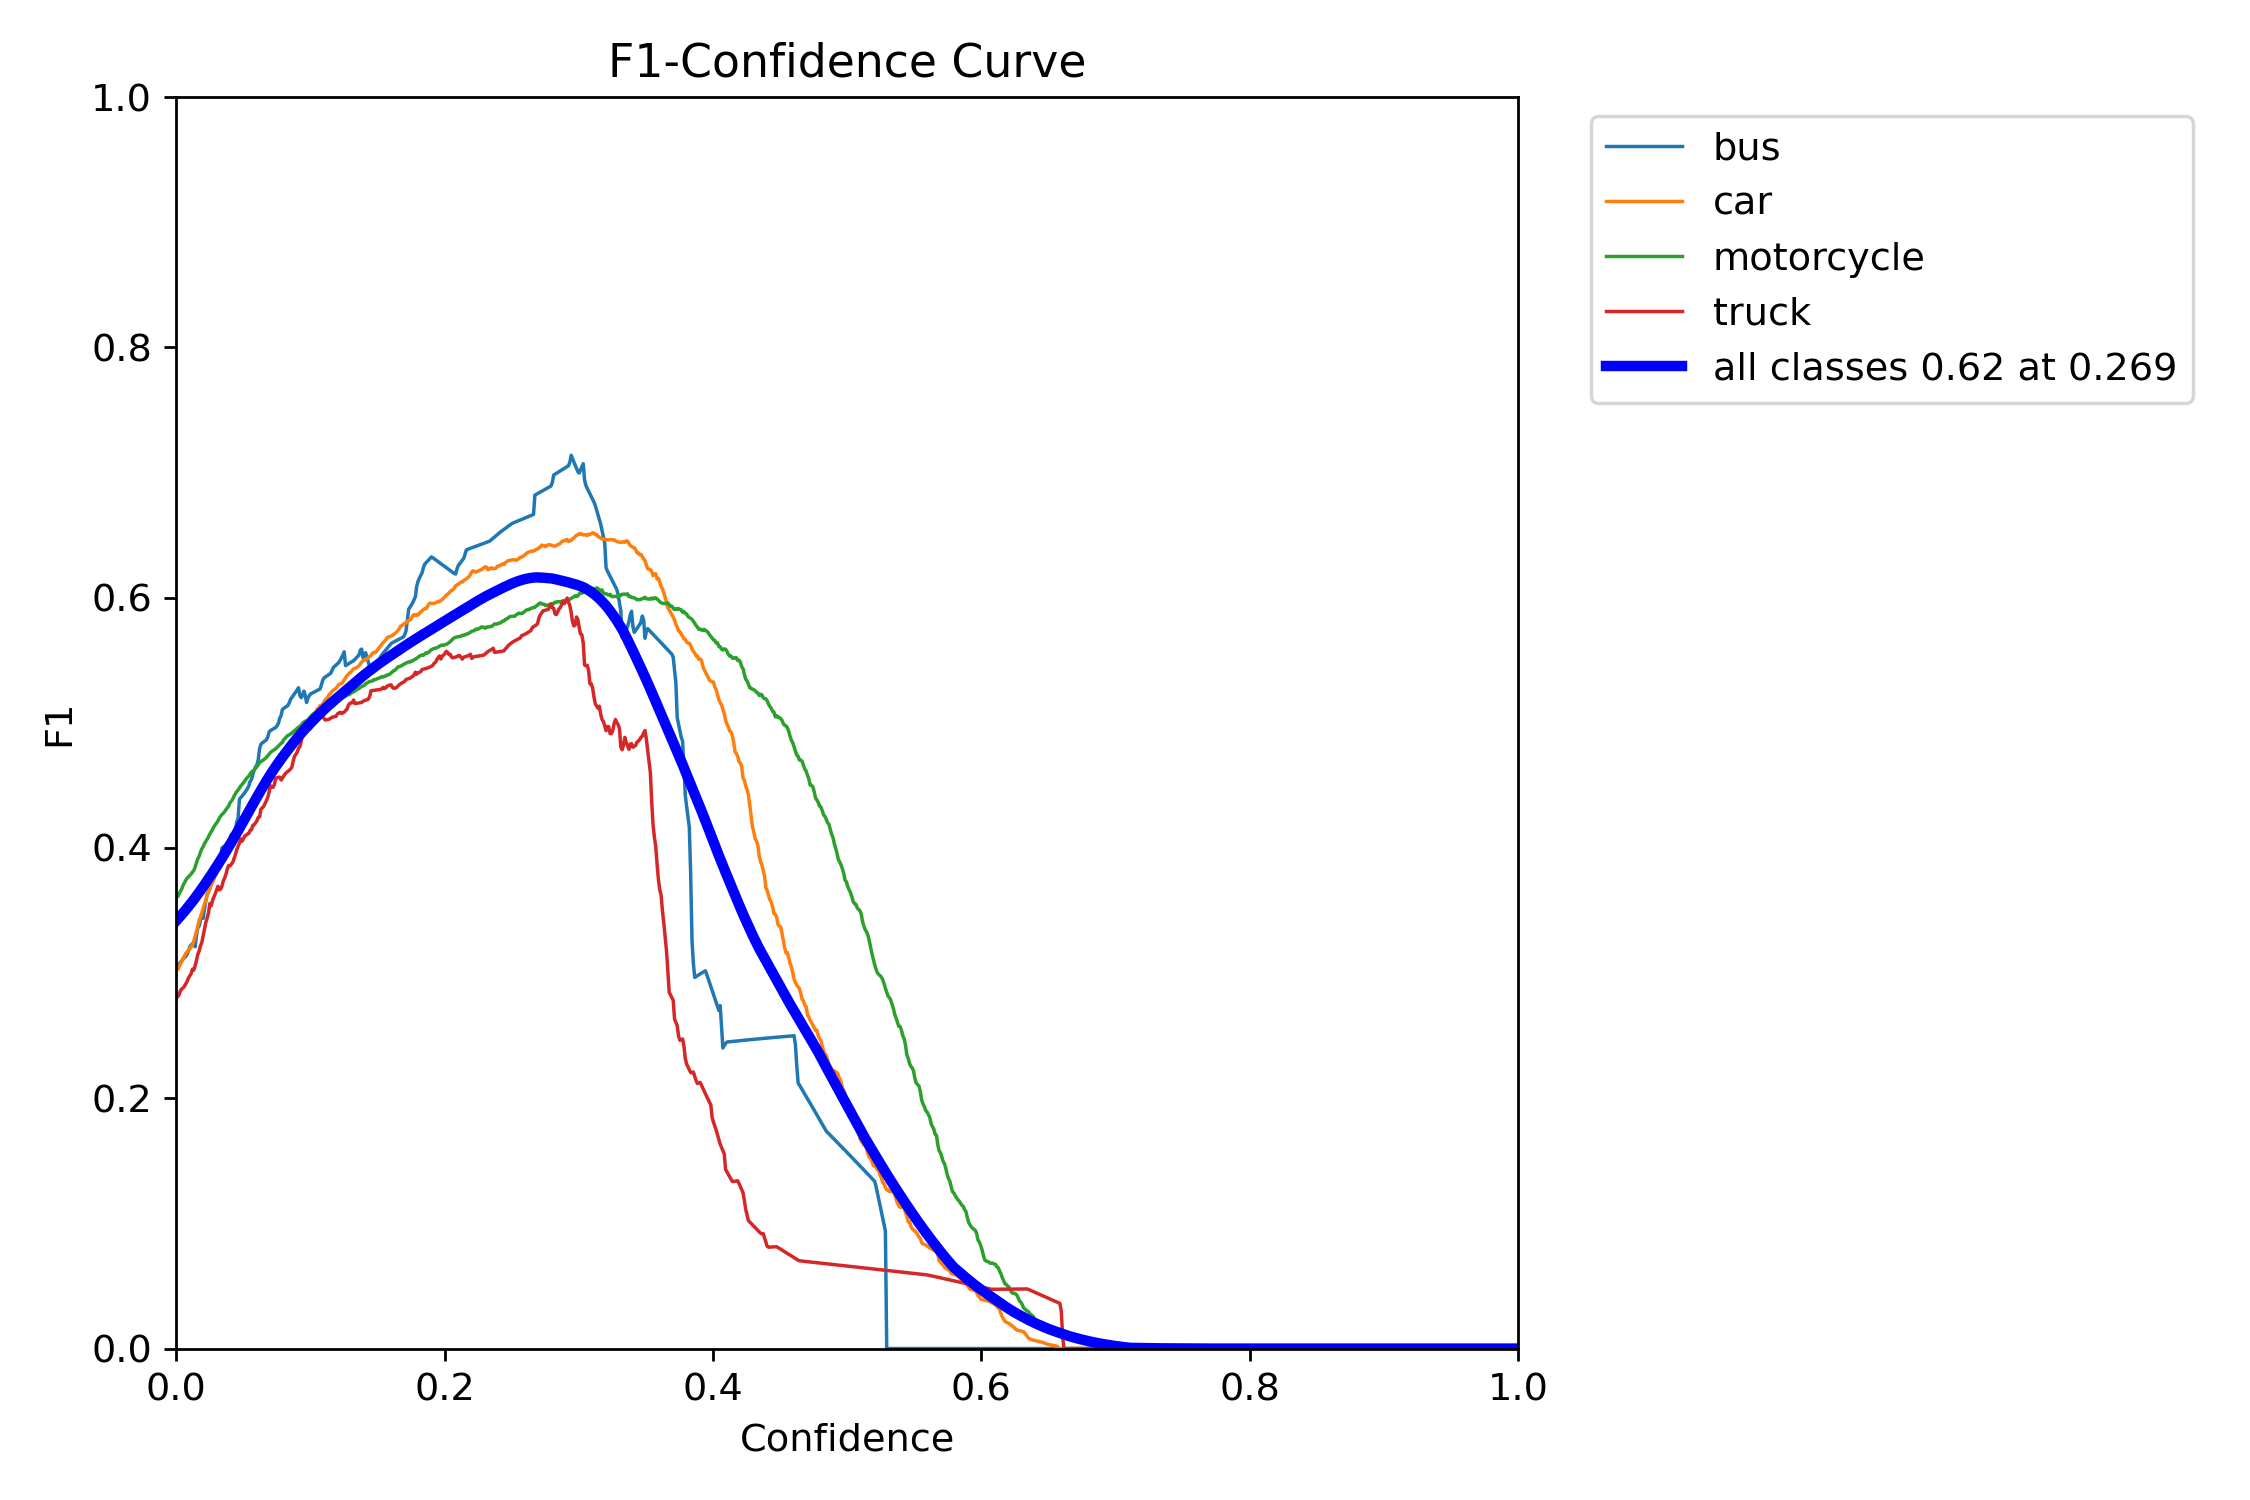 F1-Confidence Curve
1.0
0.8
0.6
0.4
0.2
0.0
F1
0.0 0.2 0.4 0.6 0.8 1.0
Confidence
bus
car
motorcycle
truck
all classes 0.62 at 0.269